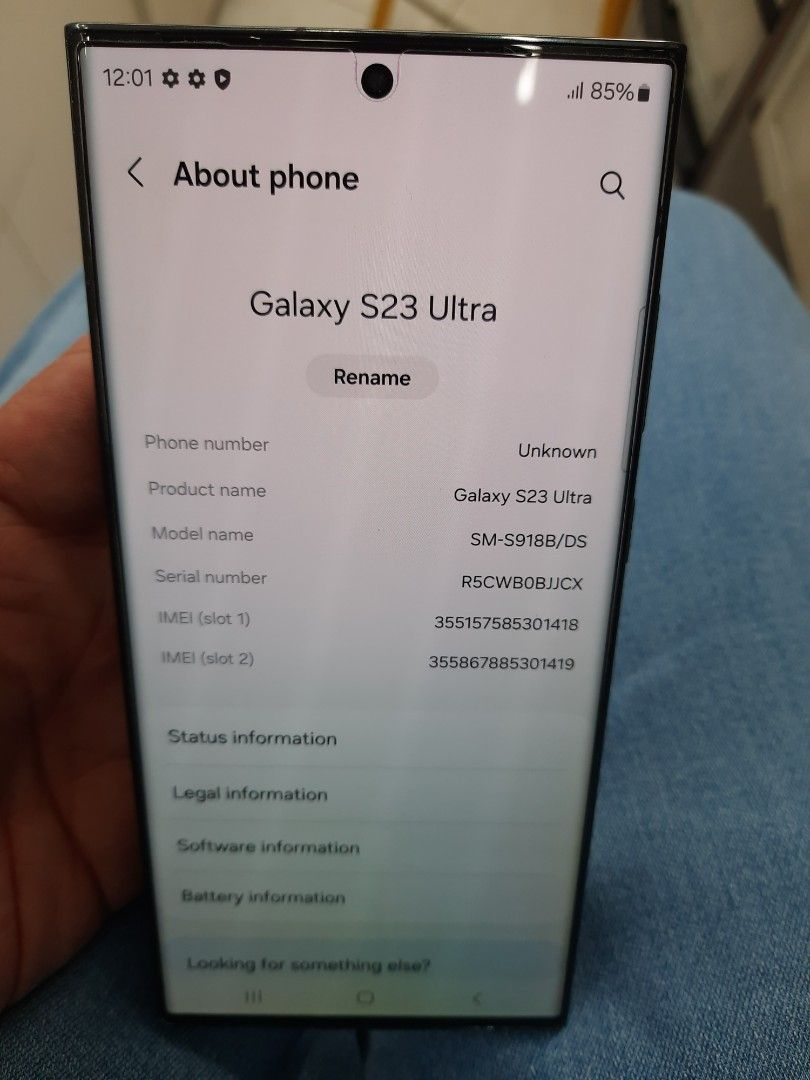 12:01 85%
About phone
Galaxy S23 Ultra
Rename
Phone number Unknown
Product name Galaxy S23 Ultra
Model name SM-S918B/DS
Serial number R5CWB0BJJCX
IMEI (slot 1) 355157585301418
IMEI (slot 2) 355867885301419
Status information
Legal information
Software information
Battery information
Looking for something else?